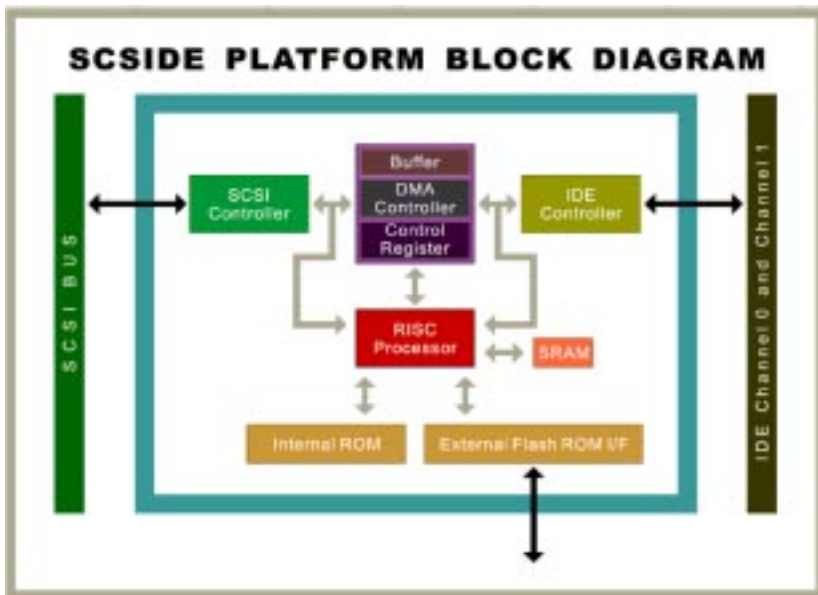 SCSIDE PLATFORM BLOCK DIAGRAM
SCSI BUS
SCSI
Controller
Buffer
DMA
Controller
Control
Register
IDE
Controller
IDE Channel 0 and Channel 1
RISC
Processor
SRAM
Internal ROM
External Flash ROM I/F